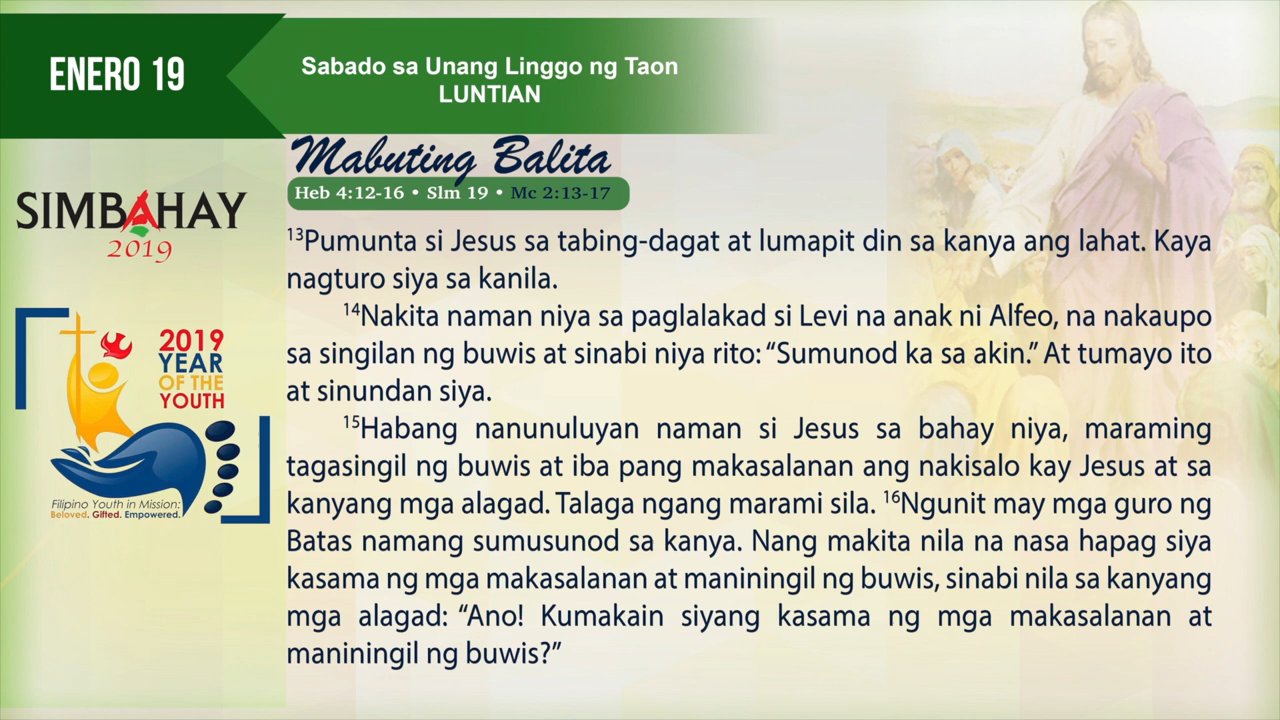 ENERO 19
Sabado sa Unang Linggo ng Taon
LUNTIAN
Mabuting Balita
Heb 4:12-16 • Slm 19 • Mc 2:13-17
SIMBAHAY
2019
2019
YEAR
OF THE
YOUTH
Filipino Youth in Mission:
Beloved. Gifted. Empowered.
13Pumunta si Jesus sa tabing-dagat at lumapit din sa kanya ang lahat. Kaya
nagturo siya sa kanila.
14Nakita naman niya sa paglalakad si Levi na anak ni Alfeo, na nakaupo
sa singilan ng buwis at sinabi niya rito: “Sumunod ka sa akin.” At tumayo ito
at sinundan siya.
15Habang nanunuluyan naman si Jesus sa bahay niya, maraming
tagasingil ng buwis at iba pang makasalanan ang nakisalo kay Jesus at sa
kanyang mga alagad. Talaga ngang marami sila. 16Ngunit may mga guro ng
Batas namang sumusunod sa kanya. Nang makita nila na nasa hapag siya
kasama ng mga makasalanan at maniningil ng buwis, sinabi nila sa kanyang
mga alagad: “Ano! Kumakain siyang kasama ng mga makasalanan at
maniningil ng buwis?”